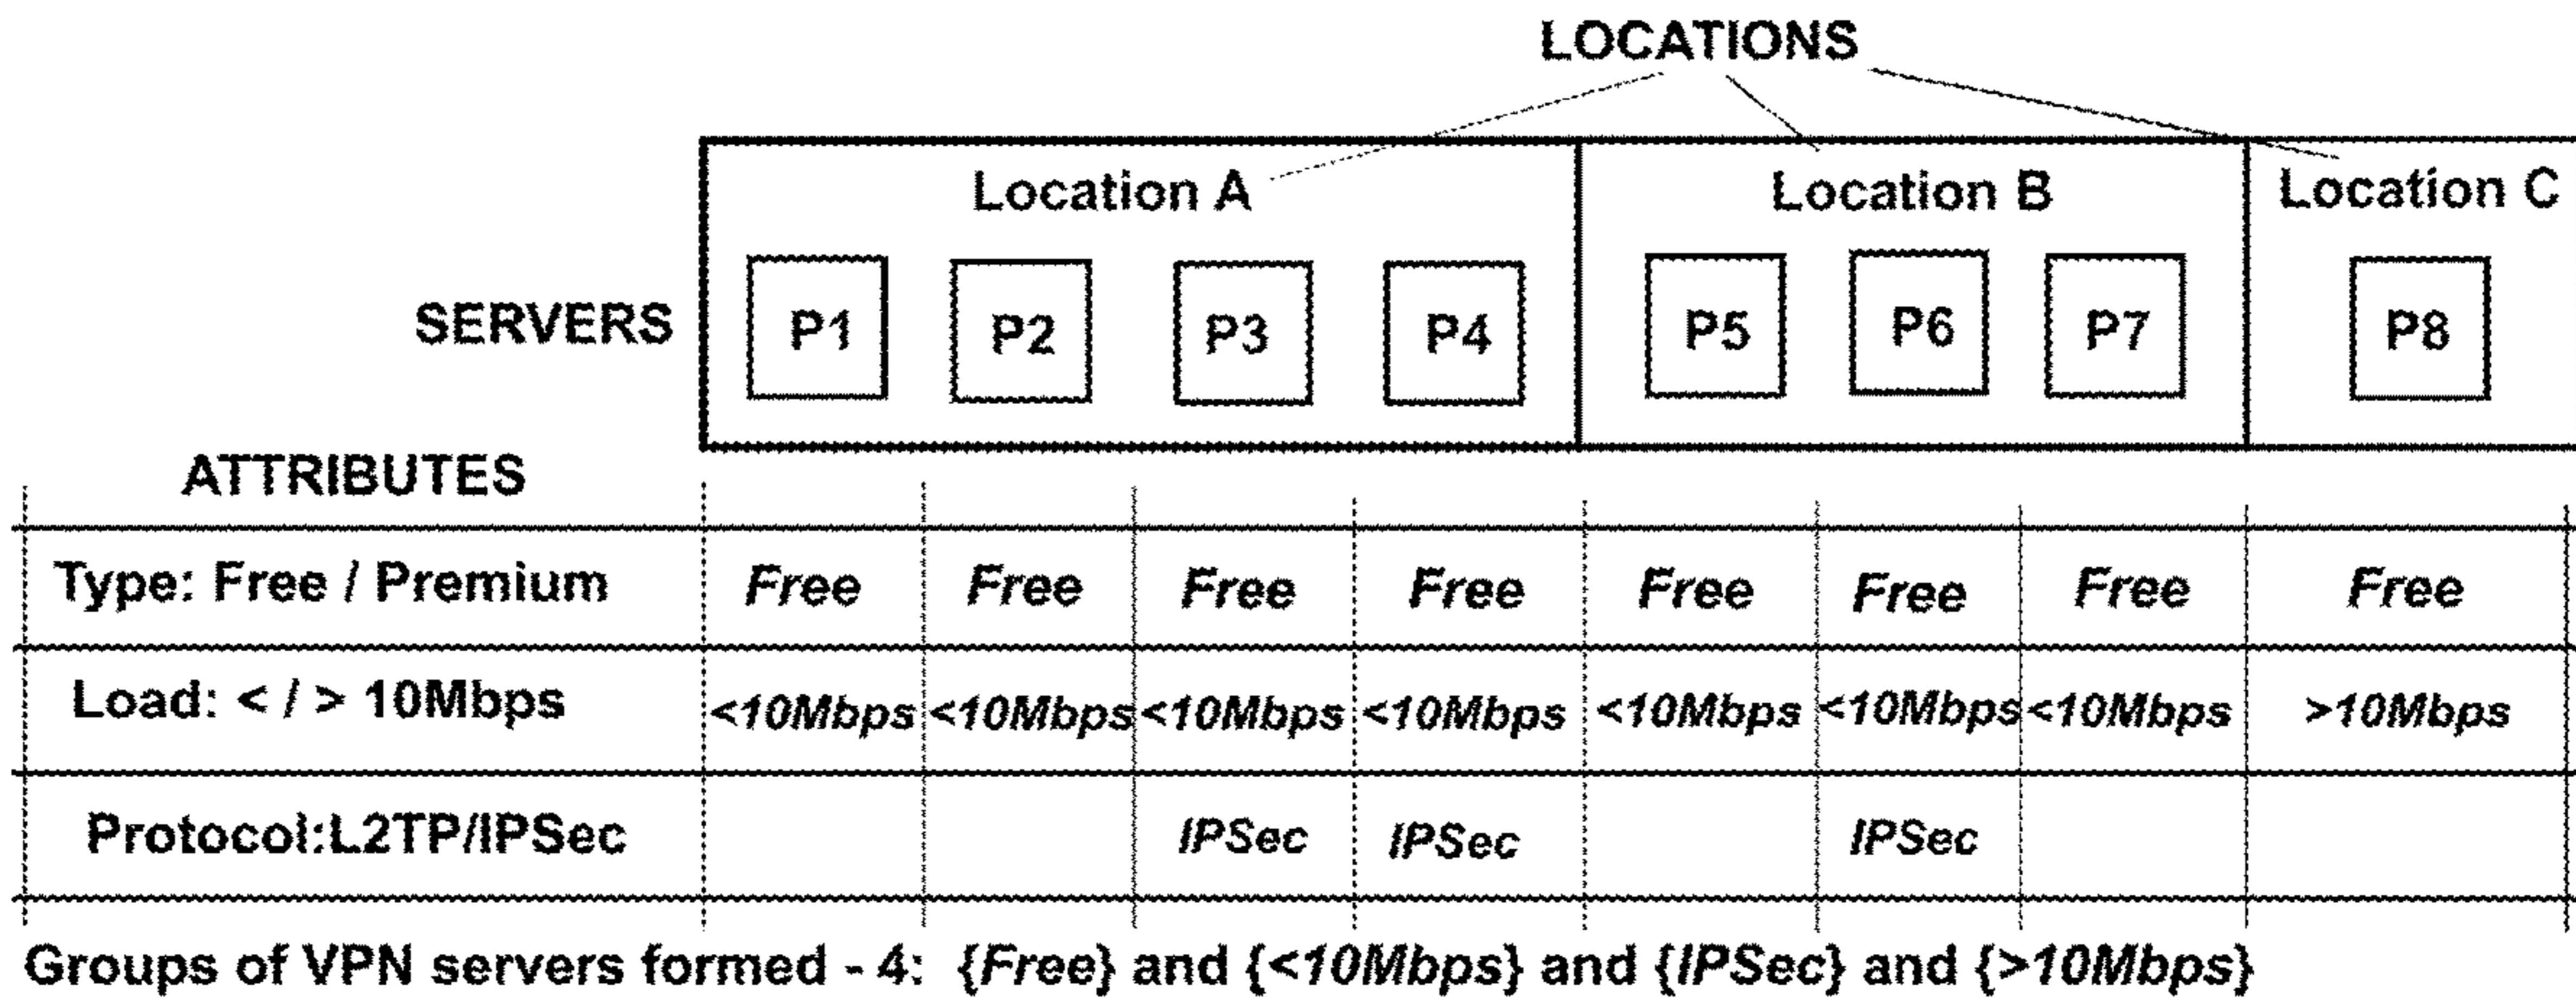 LOCATIONS
Location A Location B Location C
SERVERS P1 P2 P3 P4 P5 P6 P7 P8
ATTRIBUTES
Type: Free / Premium Free Free Free Free Free Free Free Free
Load: < / > 10Mbps <10Mbps <10Mbps <10Mbps <10Mbps <10Mbps <10Mbps <10Mbps >10Mbps
Protocol:L2TP/IPSec IPSec IPSec IPSec
Groups of VPN servers formed - 4: {Free} and {<10Mbps} and {IPSec} and {>10Mbps}